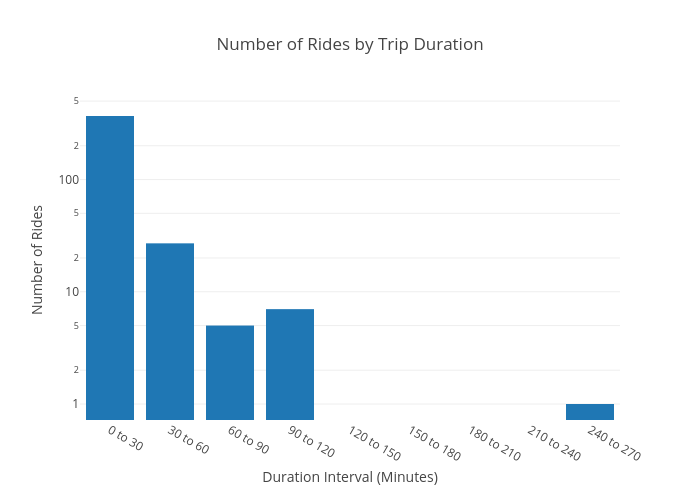 Number of Rides by Trip Duration
5
2
100
5
2
10
5
2
1
Number of Rides
0 to 30
30 to 60
60 to 90
90 to 120
120 to 150
150 to 180
180 to 210
210 to 240
240 to 270
Duration Interval (Minutes)